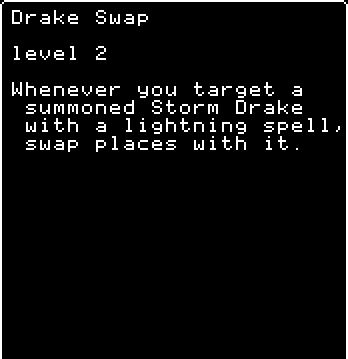 Drake Swap
level 2
Whenever you target a
summoned Storm Drake
with a lightning spell,
swap places with it.